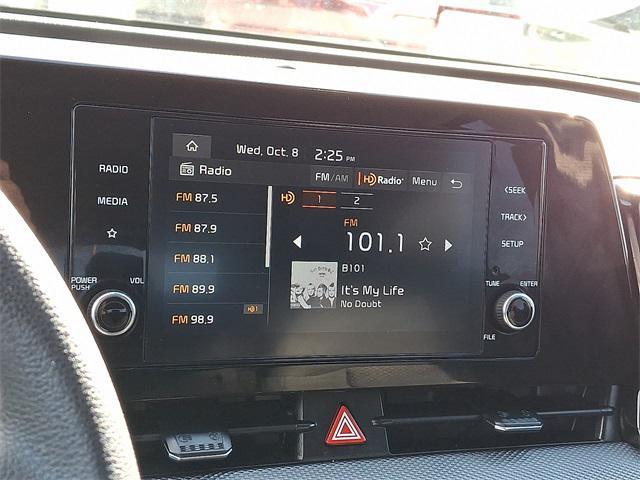 Wed, Oct. 8 2:25 PM
Radio
FM/AM HD Radio Menu
RADIO
MEDIA
POWER PUSH
VOL
FM 87.5
FM 87.9
FM 88.1
FM 89.9
FM 98.9 HD1
HD 1 2
FM
101.1
B101
It's My Life
No Doubt
<SEEK
TRACK>
SETUP
TUNE ENTER
FILE